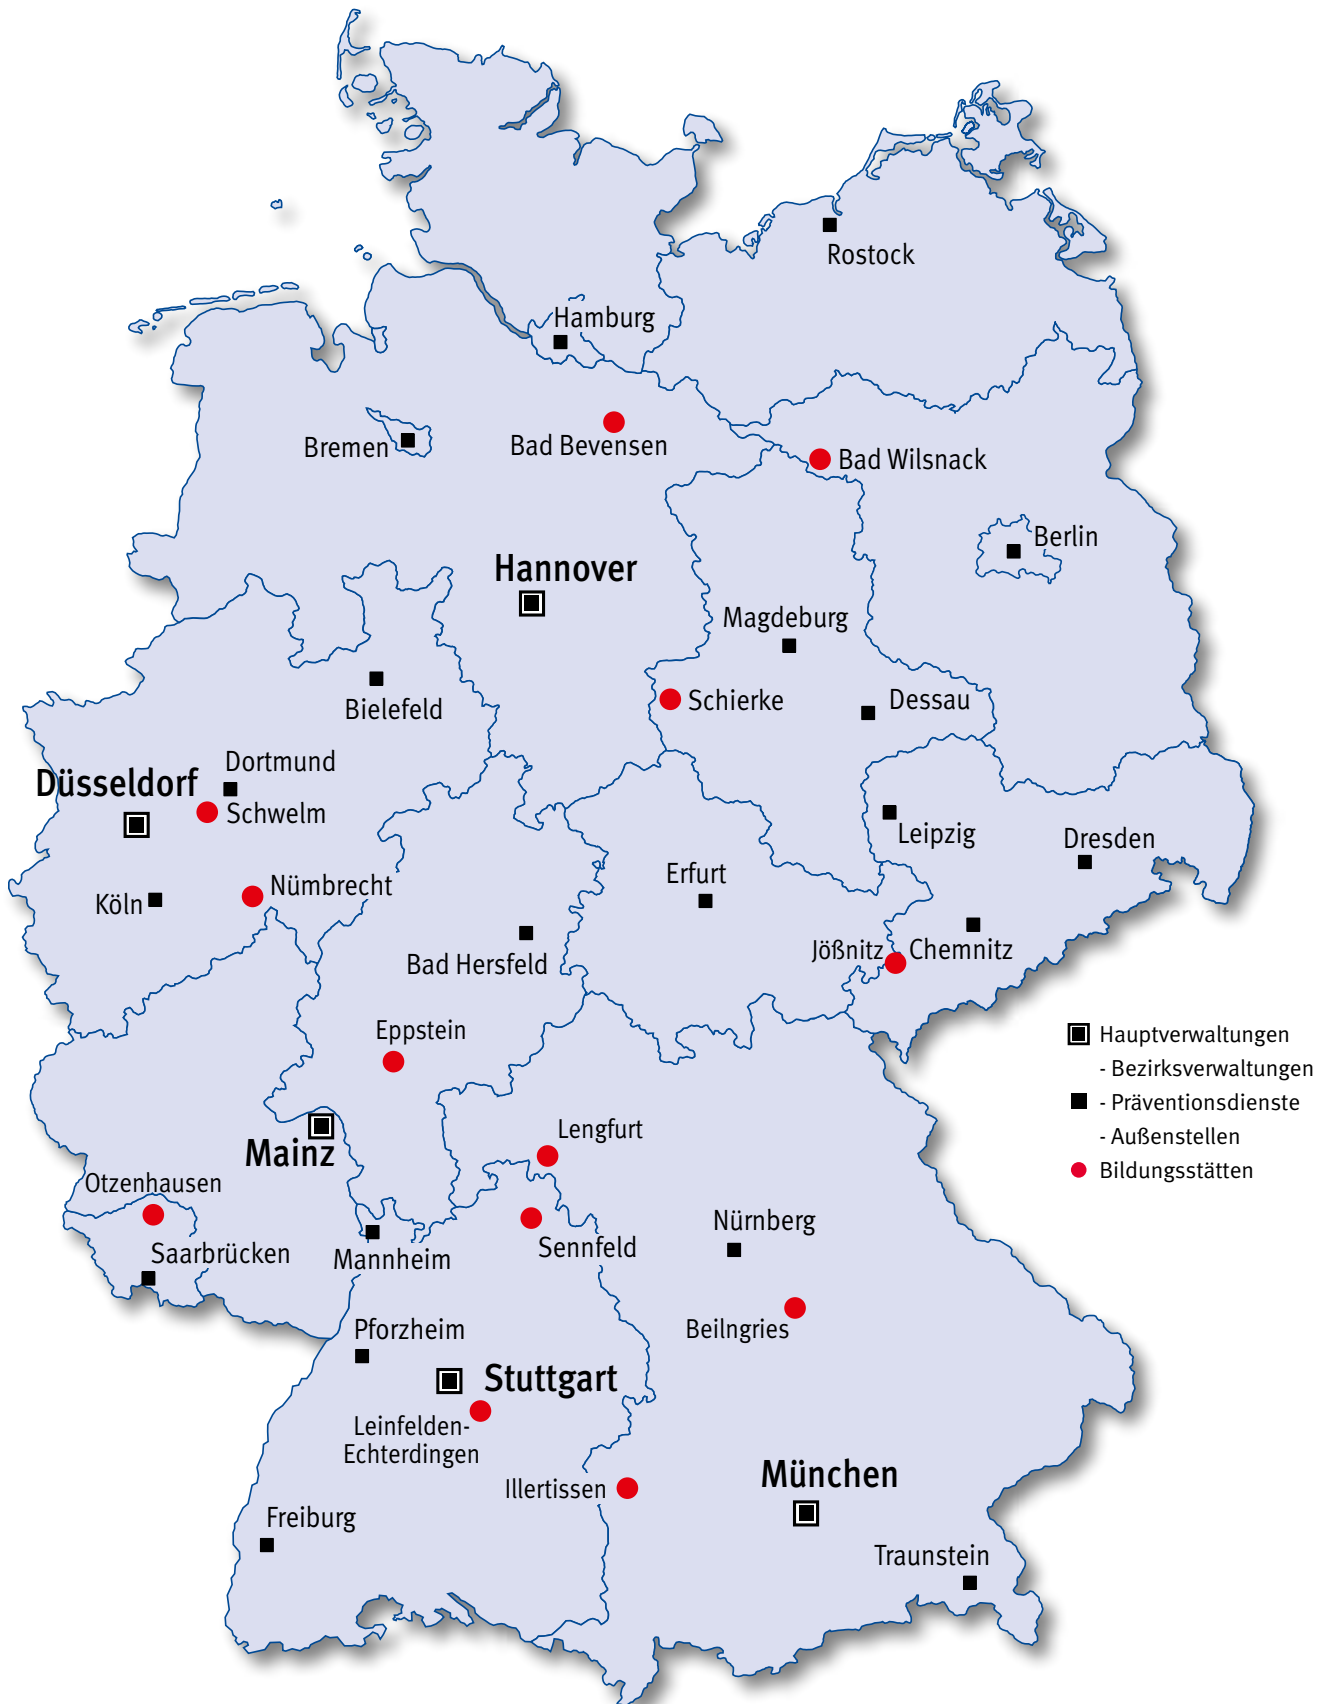 Rostock
Hamburg
Bremen
Bad Bevensen
Bad Wilsnack
Berlin
Hannover
Magdeburg
Schierke
Dessau
Bielefeld
Dortmund
Düsseldorf
Schwelm
Leipzig
Dresden
Erfurt
Nümbrecht
Köln
Jößnitz
Chemnitz
Bad Hersfeld
Eppstein
Hauptverwaltungen
- Bezirksverwaltungen
- Präventionsdienste
- Außenstellen
Bildungsstätten
Lengfurt
Mainz
Otzenhausen
Nürnberg
Sennfeld
Saarbrücken
Mannheim
Pforzheim
Beilngries
Stuttgart
Leinfelden-
Echterdingen
München
Illertissen
Freiburg
Traunstein